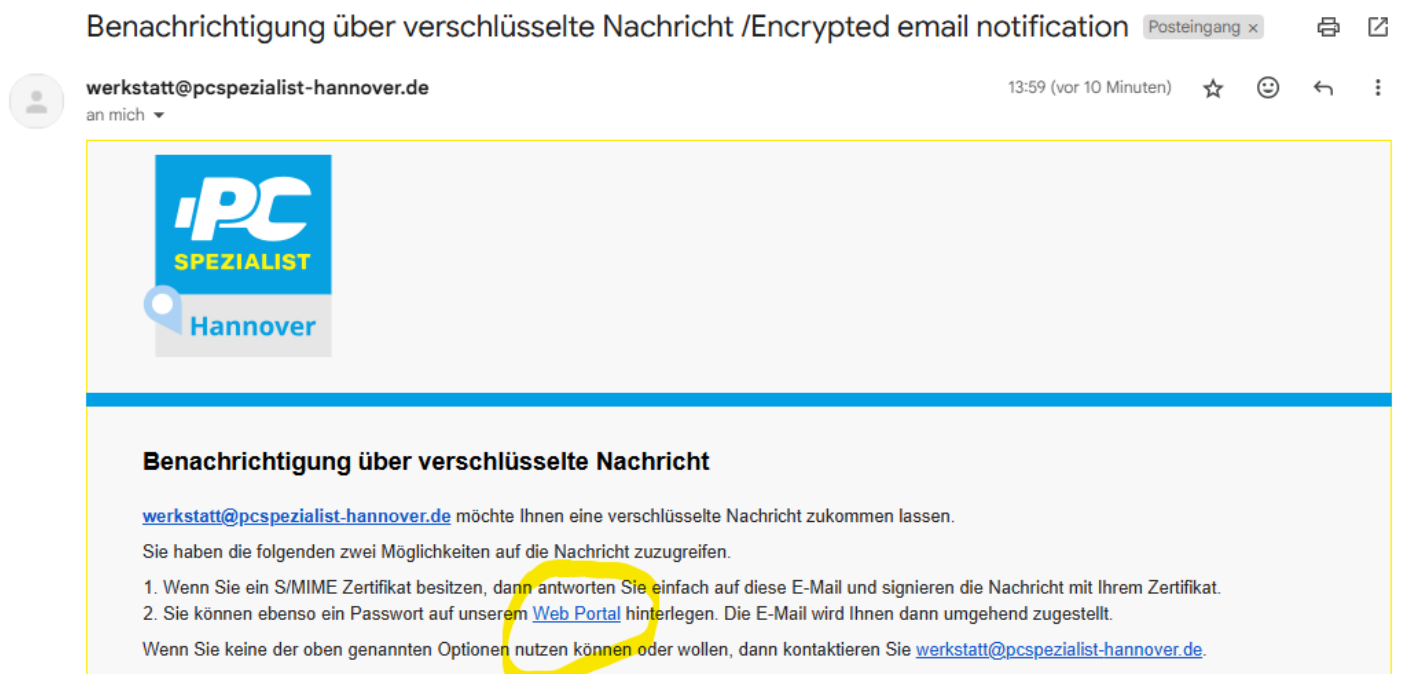 Benachrichtigung über verschlüsselte Nachricht /Encrypted email notification Posteingang ×
werkstatt@pcspezialist-hannover.de 13:59 (vor 10 Minuten)
an mich
PC
SPEZIALIST
Hannover
Benachrichtigung über verschlüsselte Nachricht
werkstatt@pcspezialist-hannover.de möchte Ihnen eine verschlüsselte Nachricht zukommen lassen.
Sie haben die folgenden zwei Möglichkeiten auf die Nachricht zuzugreifen.
1. Wenn Sie ein S/MIME Zertifikat besitzen, dann antworten Sie einfach auf diese E-Mail und signieren die Nachricht mit Ihrem Zertifikat.
2. Sie können ebenso ein Passwort auf unserem Web Portal hinterlegen. Die E-Mail wird Ihnen dann umgehend zugestellt.
Wenn Sie keine der oben genannten Optionen nutzen können oder wollen, dann kontaktieren Sie werkstatt@pcspezialist-hannover.de.